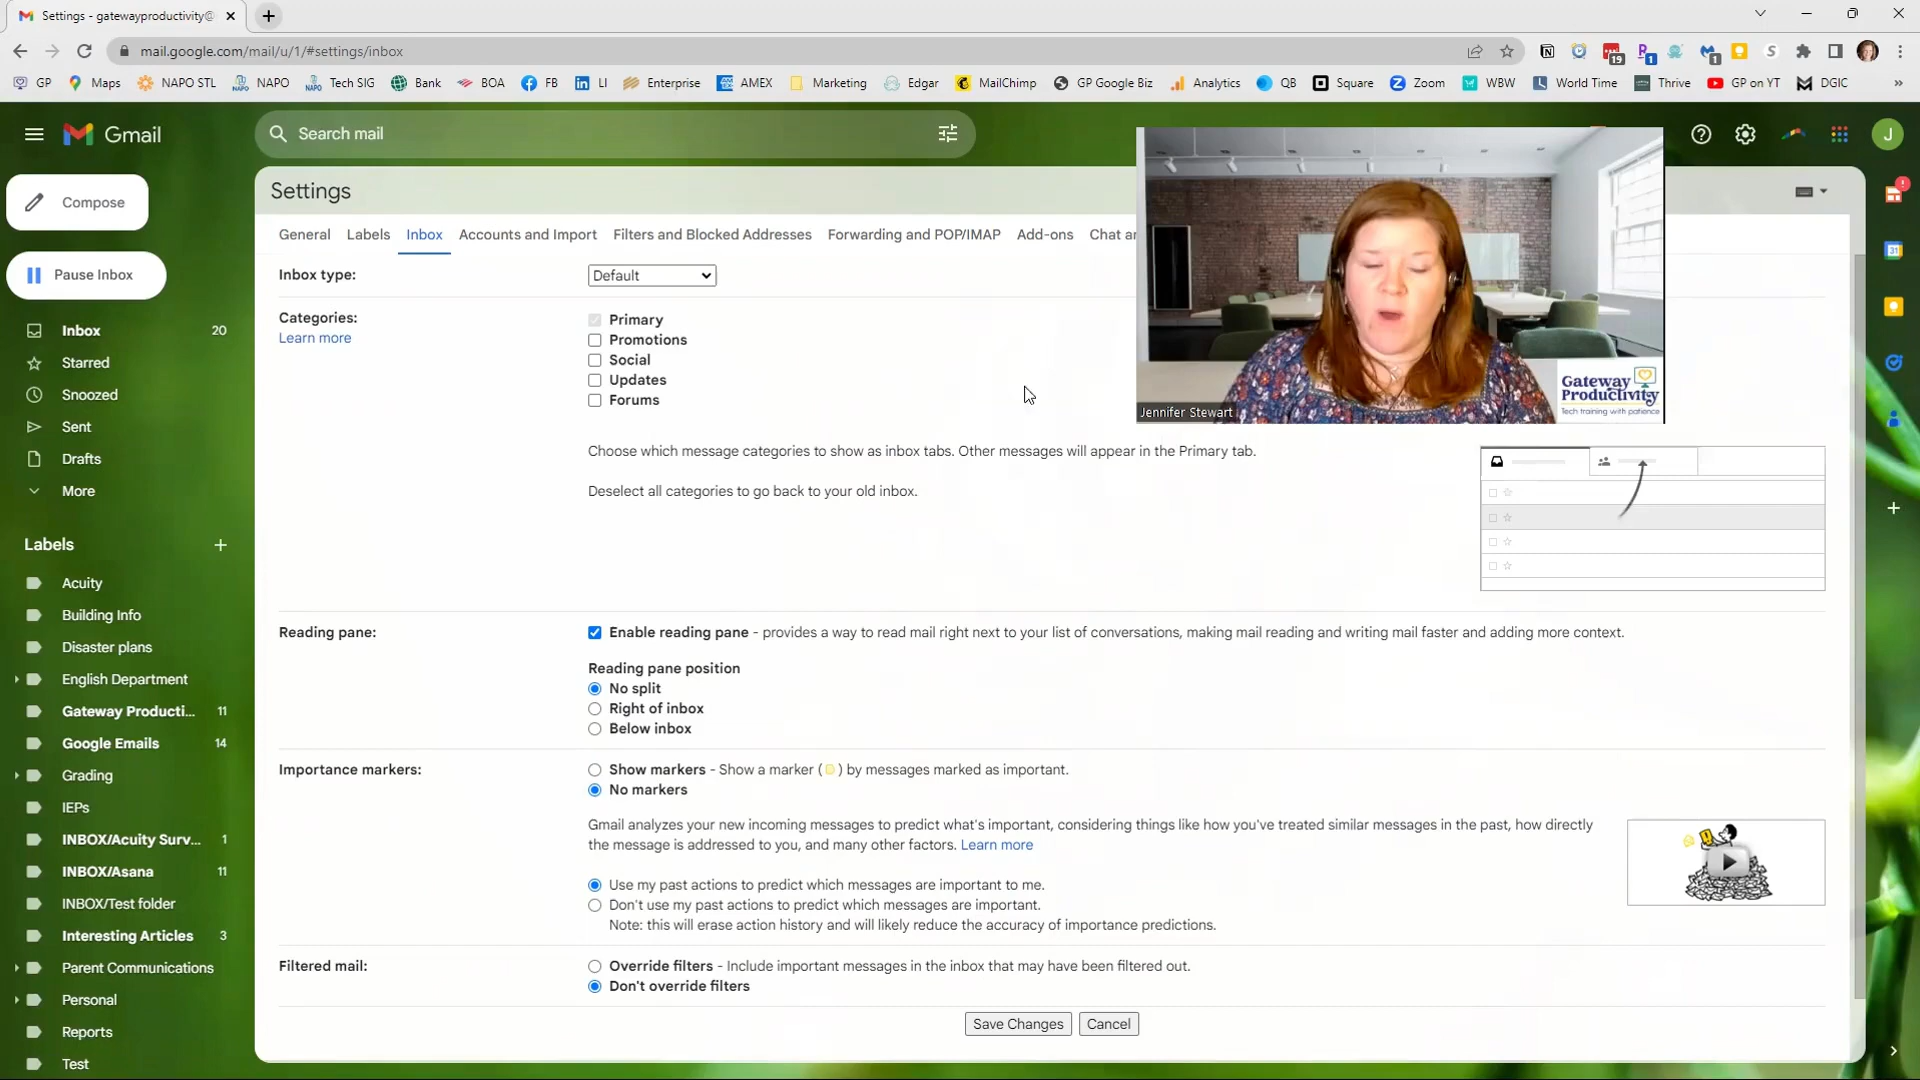 Settings - gatewayproductivity@
mail.google.com/mail/u/1/#settings/inbox
19
1
1
GP
Maps
NAPO STL
NAPO
Tech SIG
Bank
BOA
FB
LI
Enterprise
AMEX
Marketing
Edgar
MailChimp
GP Google Biz
Analytics
QB
Square
Zoom
WBW
World Time
Thrive
GP on YT
DGIC
Gmail
Search mail
J
Compose
Pause Inbox
Inbox 20
Starred
Snoozed
Sent
Drafts
More
Labels
Acuity
Building Info
Disaster plans
English Department
Gateway Producti... 11
Google Emails 14
Grading
IEPs
INBOX/Acuity Surv... 1
INBOX/Asana 11
INBOX/Test folder
Interesting Articles 3
Parent Communications
Personal
Reports
Test
Settings
General
Labels
Inbox
Accounts and Import
Filters and Blocked Addresses
Forwarding and POP/IMAP
Add-ons
Chat ar
Inbox type: Default
Categories:
Learn more
Primary
Promotions
Social
Updates
Forums
Choose which message categories to show as inbox tabs. Other messages will appear in the Primary tab.
Deselect all categories to go back to your old inbox.
Jennifer Stewart
Gateway
Productivity
Tech training with patience
Reading pane:
Enable reading pane - provides a way to read mail right next to your list of conversations, making mail reading and writing mail faster and adding more context.
Reading pane position
No split
Right of inbox
Below inbox
Importance markers:
Show markers - Show a marker ( ) by messages marked as important.
No markers
Gmail analyzes your new incoming messages to predict what's important, considering things like how you've treated similar messages in the past, how directly
the message is addressed to you, and many other factors. Learn more
Use my past actions to predict which messages are important to me.
Don't use my past actions to predict which messages are important.
Note: this will erase action history and will likely reduce the accuracy of importance predictions.
Filtered mail:
Override filters - Include important messages in the inbox that may have been filtered out.
Don't override filters
Save Changes
Cancel
31